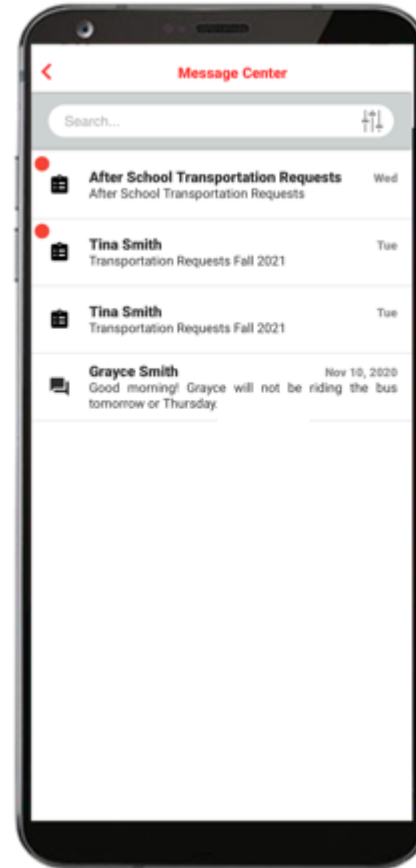 Message Center
Search...
After School Transportation Requests Wed
After School Transportation Requests
Tina Smith Tue
Transportation Requests Fall 2021
Tina Smith Tue
Transportation Requests Fall 2021
Grayce Smith Nov 10, 2020
Good morning! Grayce will not be riding the bus
tomorrow or Thursday.